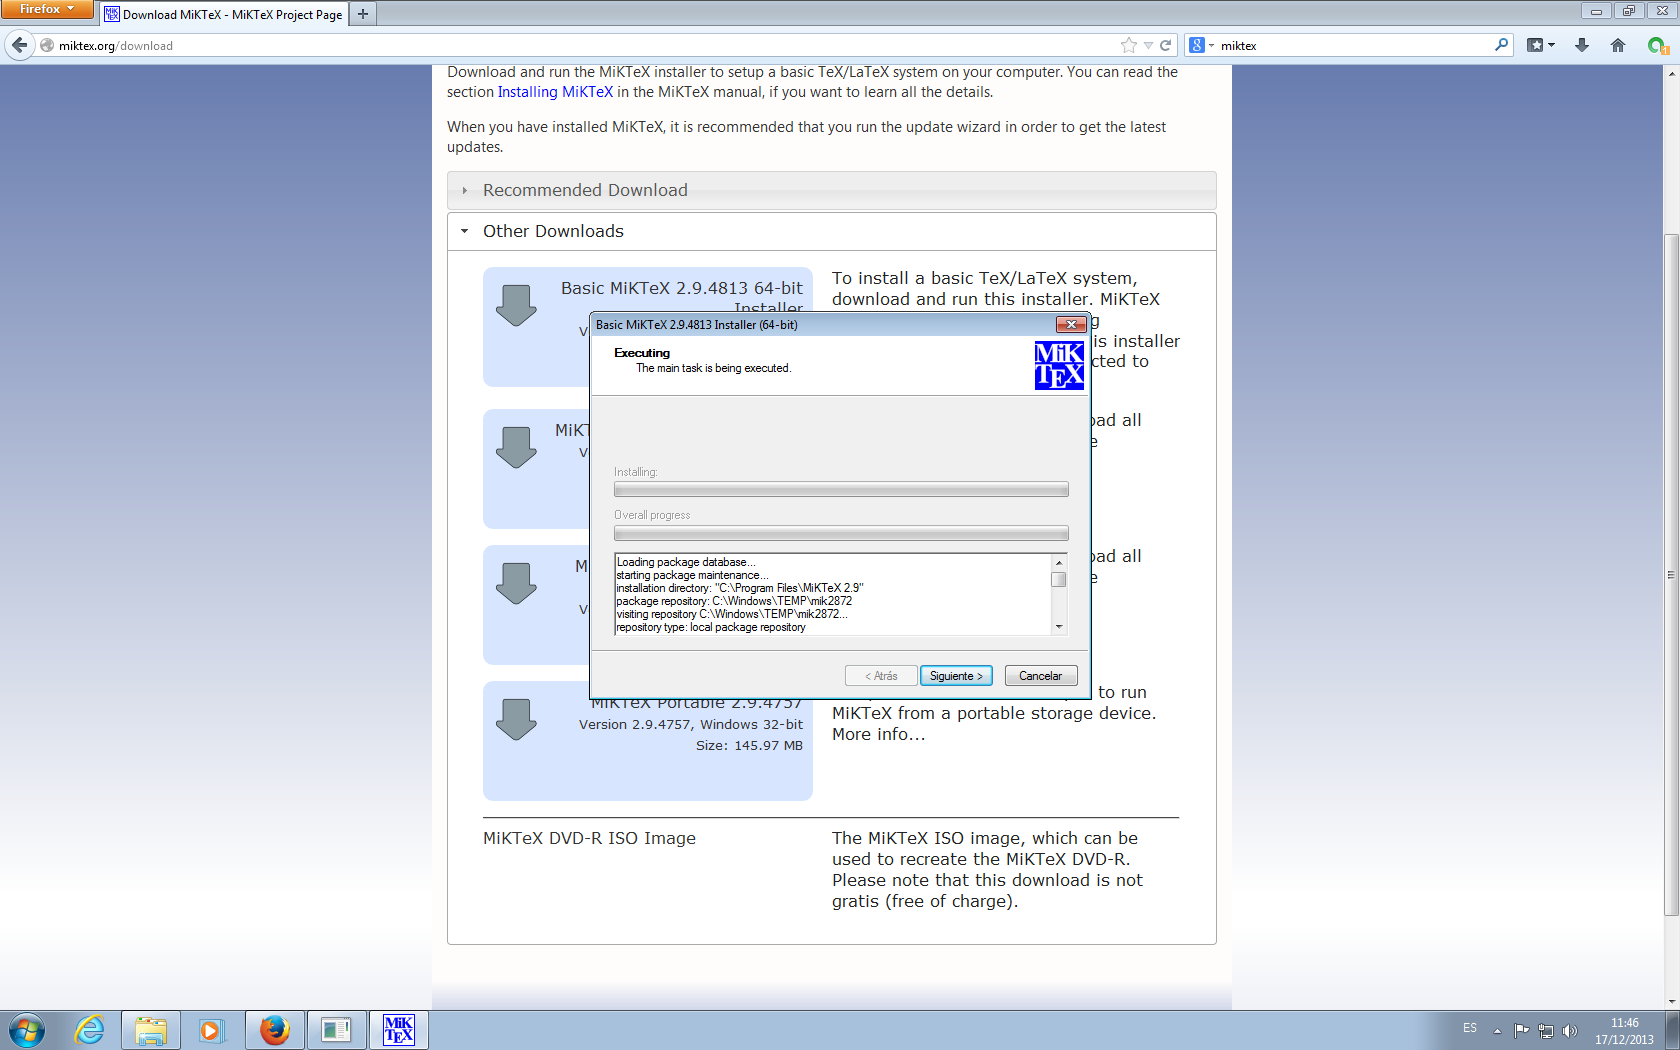 Firefox
Download MiKTeX - MiKTeX Project Page
miktex.org/download
miktex
Download and run the MiKTeX installer to setup a basic TeX/LaTeX system on your computer. You can read the
section Installing MiKTeX in the MiKTeX manual, if you want to learn all the details.
When you have installed MiKTeX, it is recommended that you run the update wizard in order to get the latest
updates.
Recommended Download
Other Downloads
Basic MiKTeX 2.9.4813 64-bit
Installer
To install a basic TeX/LaTeX system,
download and run this installer. MiKTeX
is installer
cted to
Basic MiKTeX 2.9.4813 Installer (64-bit)
Executing
The main task is being executed.
MiK
TEX
Installing:
Overall progress
Loading package database...
starting package maintenance...
installation directory: "C:\Program Files\MiKTeX 2.9"
package repository: C:\Windows\TEMP\mik2872
visiting repository C:\Windows\TEMP\mik2872...
repository type: local package repository
< Atrás
Siguiente >
Cancelar
MiKT
ad all
e
M
ad all
e
MiKTeX Portable 2.9.4757
Version 2.9.4757, Windows 32-bit
Size: 145.97 MB
to run
MiKTeX from a portable storage device.
More info...
MiKTeX DVD-R ISO Image
The MiKTeX ISO image, which can be
used to recreate the MiKTeX DVD-R.
Please note that this download is not
gratis (free of charge).
MiK
TEX
ES
11:46
17/12/2013